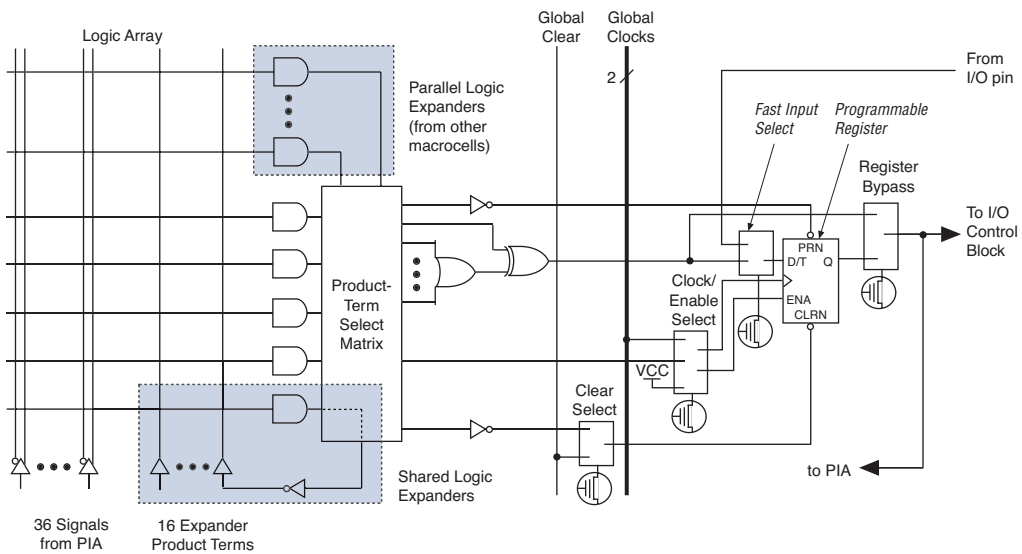 Logic Array
Parallel Logic
Expanders
(from other
macrocells)
Global
Clear
Global
Clocks
2
From
I/O pin
Fast Input
Select
Programmable
Register
Register
Bypass
To I/O
Control
Block
PRN
D/T
Q
ENA
CLRN
Clock/
Enable
Select
VCC
Clear
Select
Product-
Term
Select
Matrix
to PIA
Shared Logic
Expanders
36 Signals
from PIA
16 Expander
Product Terms